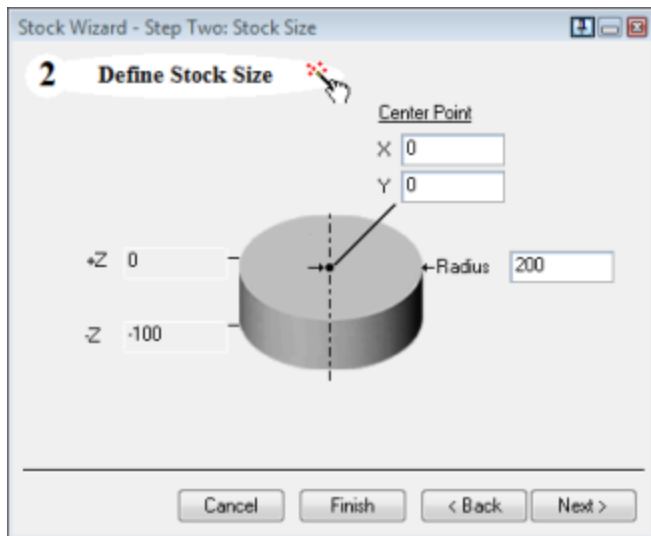 Stock Wizard - Step Two: Stock Size
2 Define Stock Size
Center Point
X 0
Y 0
+Z 0
Radius 200
-Z -100
Cancel Finish < Back Next >